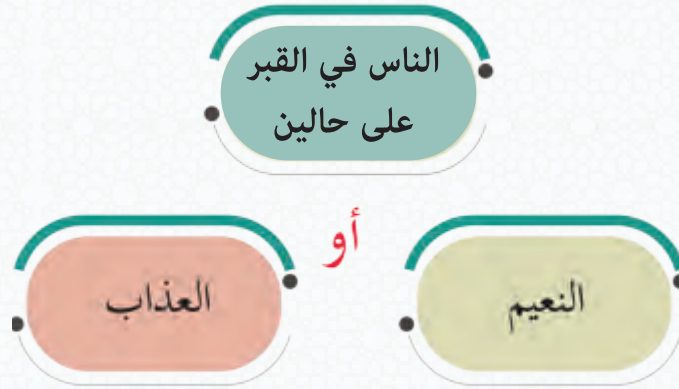 الناس في القبر
على حالين
أو
النعيم
العذاب